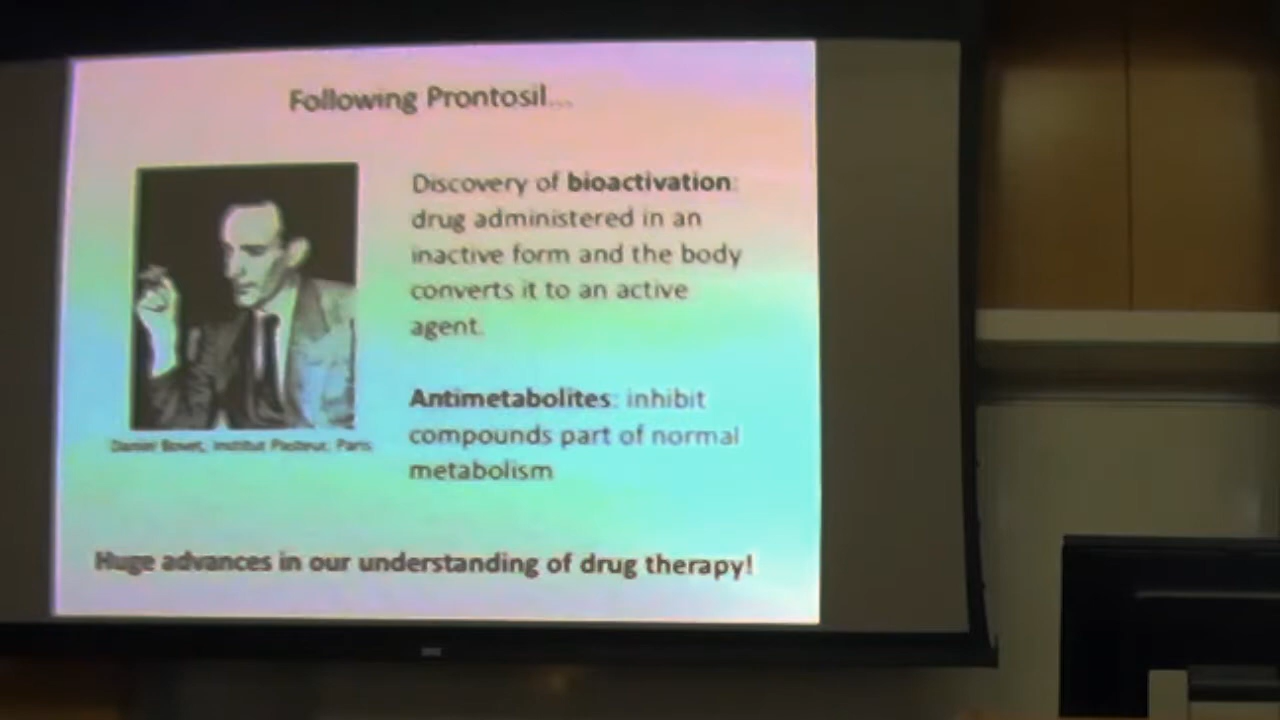 Following Prontosil...
Discovery of bioactivation:
drug administered in an
inactive form and the body
converts it to an active
agent.
Antimetabolites: inhibit
compounds part of normal
metabolism
Daniel Bovet, Institut Pasteur, Paris
Huge advances in our understanding of drug therapy!